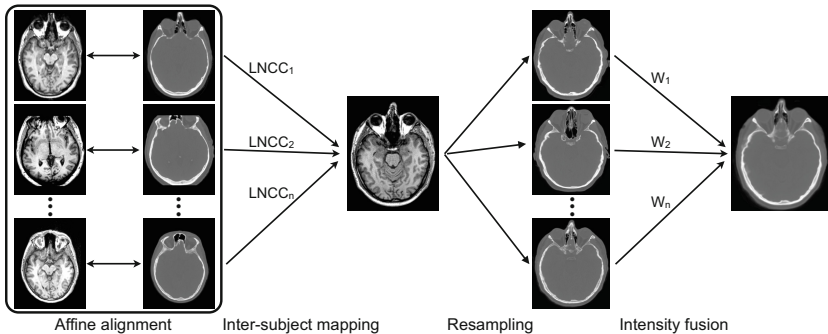 LNCC1
LNCC2
LNCCn
W1
W2
Wn
Affine alignment
Inter-subject mapping
Resampling
Intensity fusion